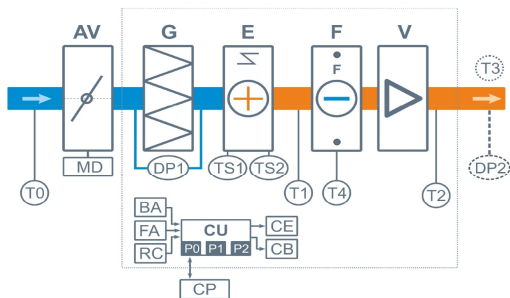 AV G E F V
F
T3
MD
DP1 TS1 TS2 DP2
T0 T1 T4 T2
BA
FA
RC
CU
P0 P1 P2
CE
CB
CP